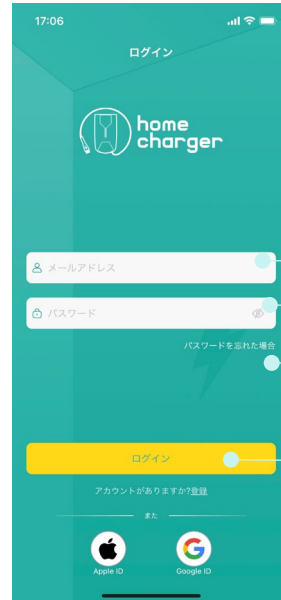 17:06
ログイン
home
charger
メールアドレス
パスワード
パスワードを忘れた場合
ログイン
アカウントがありますか?登録
また
Apple ID
Google ID